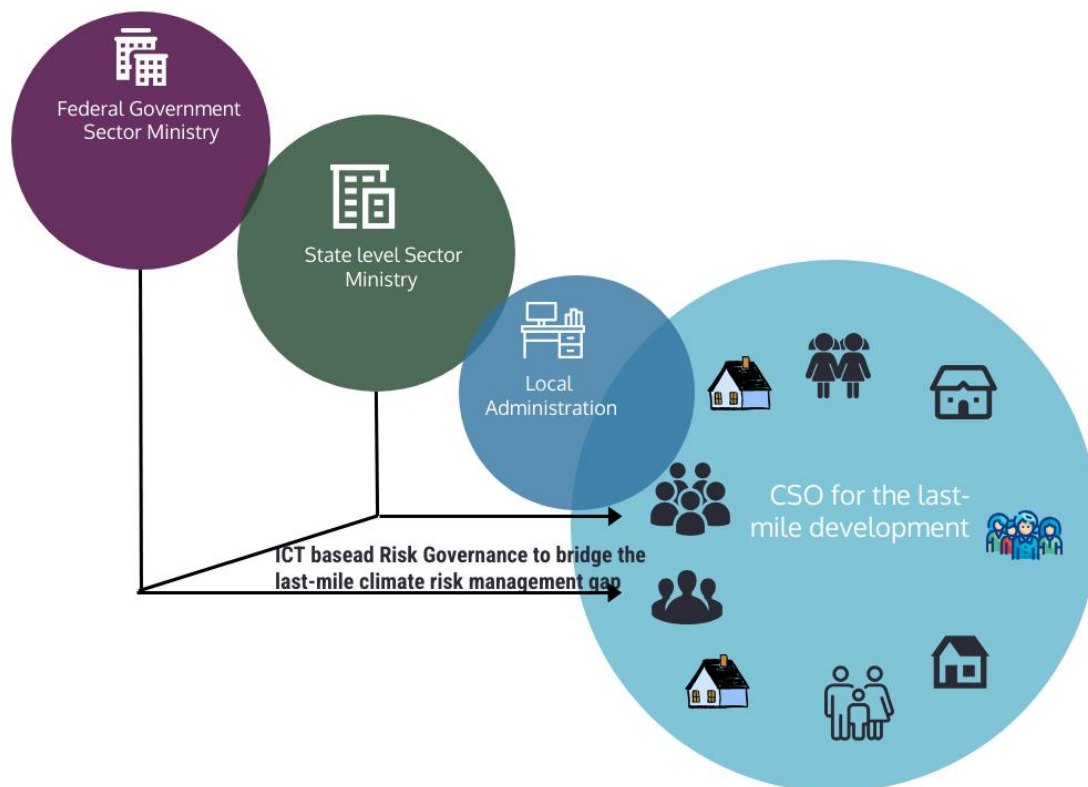 Federal Government
Sector Ministry
State level Sector
Ministry
Local
Administration
CSO for the last-
mile development
ICT basead Risk Governance to bridge the
last-mile climate risk management gap